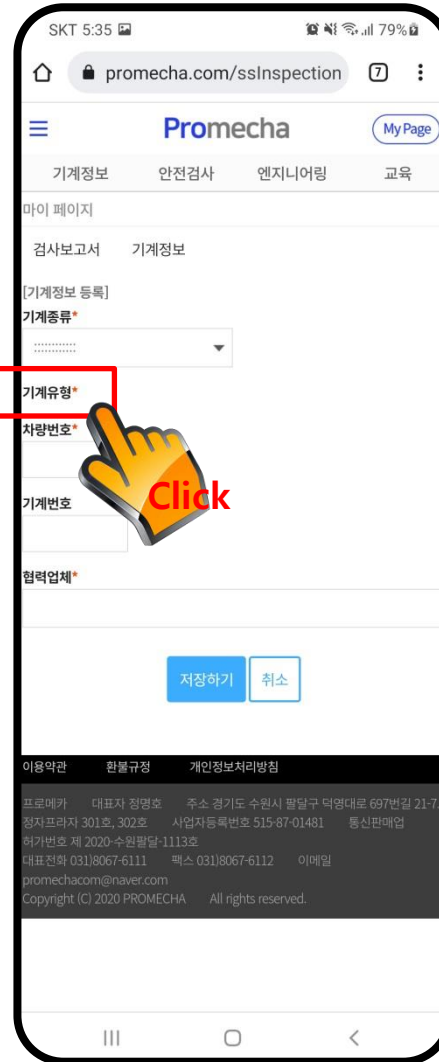 SKT 5:35 79%
promecha.com/ssInspection 7
Promecha My Page
기계정보 안전검사 엔지니어링 교육
마이 페이지
검사보고서 기계정보
[기계정보 등록]
기계종류*
::::::::::::
기계유형*
차량번호*
Click
기계번호
협력업체*
저장하기 취소
이용약관 환불규정 개인정보처리방침
프로메카 대표자 정명호 주소 경기도 수원시 팔달구 덕영대로 697번길 21-7,
정자프라자 301호, 302호 사업자등록번호 515-87-01481 통신판매업
허가번호 제 2020-수원팔달-1113호
대표전화 031)8067-6111 팩스 031)8067-6112 이메일
promechacom@naver.com
Copyright (C) 2020 PROMECHA All rights reserved.